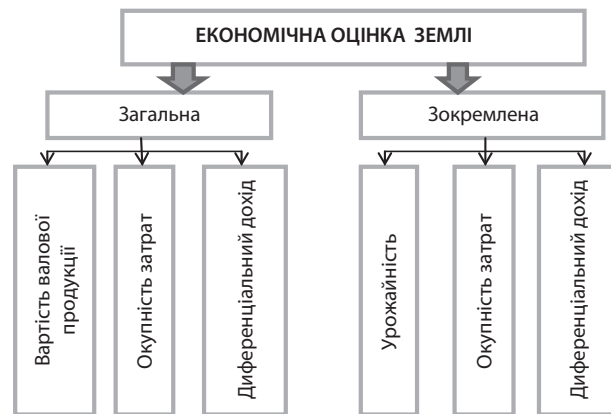 ЕКОНОМІЧНА ОЦІНКА ЗЕМЛІ
Загальна
Зокремлена
Вартість валової
продукції
Окупність затрат
Диференціальний дохід
Урожайність
Окупність затрат
Диференціальний дохід